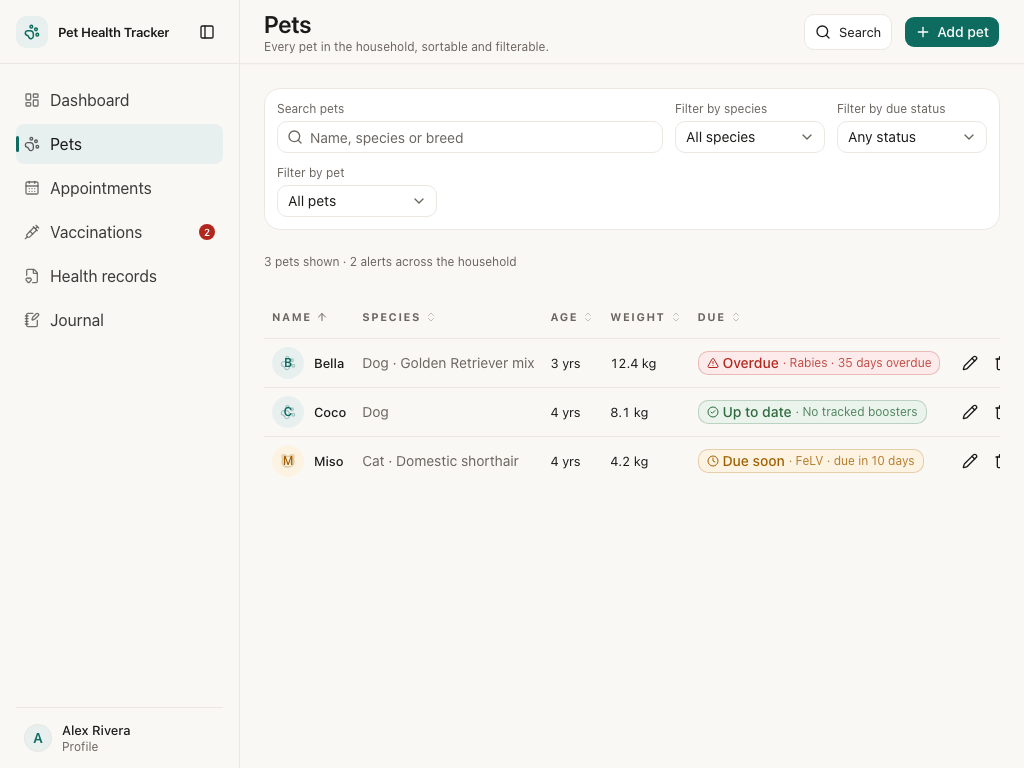 Pet Health Tracker
Dashboard
Pets
Appointments
Vaccinations 2
Health records
Journal
A
Alex Rivera
Profile
Pets
Every pet in the household, sortable and filterable.
Search
Add pet
Search pets
Name, species or breed
Filter by species
All species
Filter by due status
Any status
Filter by pet
All pets
3 pets shown · 2 alerts across the household
NAME SPECIES AGE WEIGHT DUE
B Bella Dog · Golden Retriever mix 3 yrs 12.4 kg Overdue · Rabies · 35 days overdue
C Coco Dog 4 yrs 8.1 kg Up to date · No tracked boosters
M Miso Cat · Domestic shorthair 4 yrs 4.2 kg Due soon · FeLV · due in 10 days